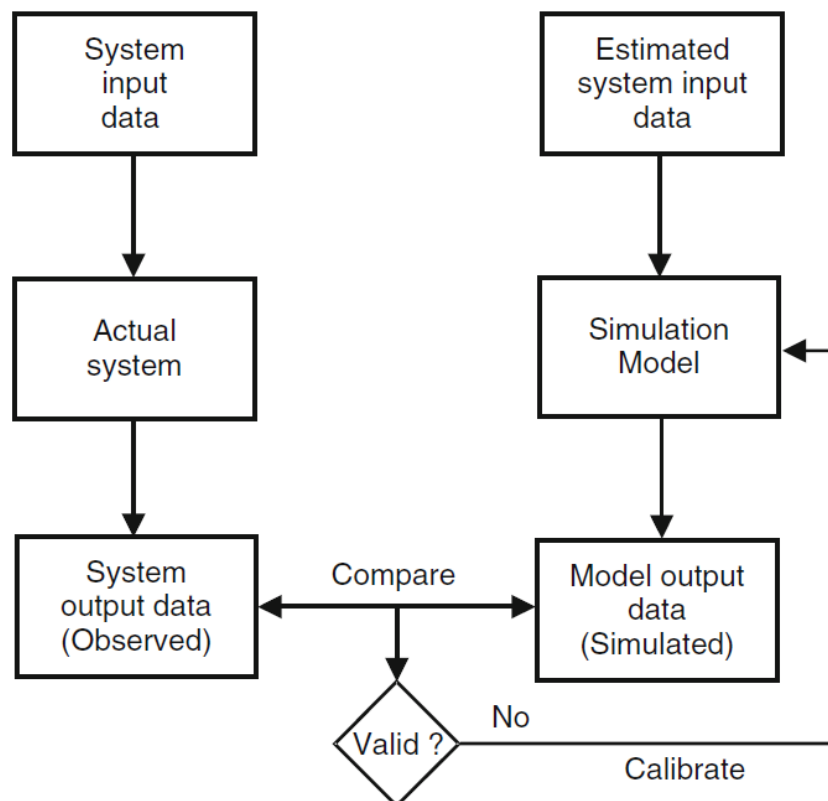 System
input
data
Estimated
system input
data
Actual
system
Simulation
Model
System
output data
(Observed)
Compare
Model output
data
(Simulated)
Valid ?
No
Calibrate